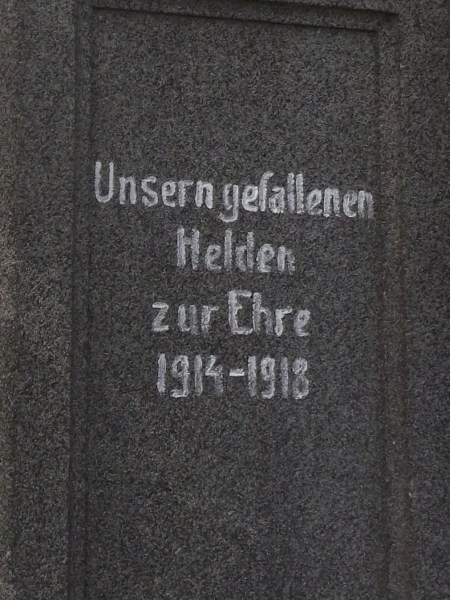 Unsern gefallenen
Helden
zur Ehre
1914-1918